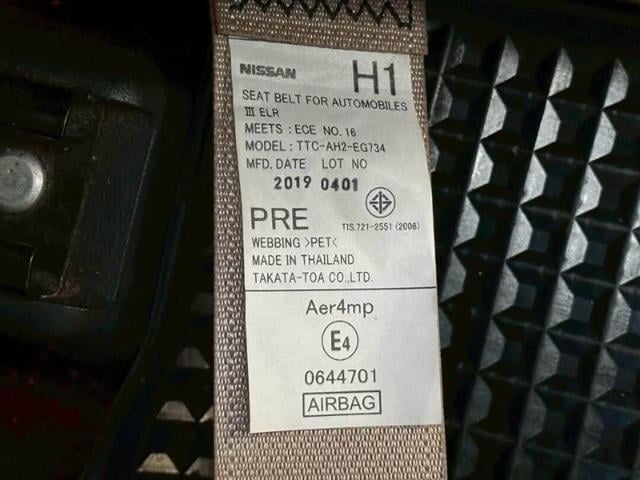 NISSAN H1
SEAT BELT FOR AUTOMOBILES
III ELR
MEETS : ECE NO. 16
MODEL : TTC-AH2-EG734
MFD. DATE LOT NO
2019 0401
PRE
TIS.721-2551 (2008)
WEBBING >PET<
MADE IN THAILAND
TAKATA-TOA CO.,LTD.
Aer4mp
E4
0644701
AIRBAG